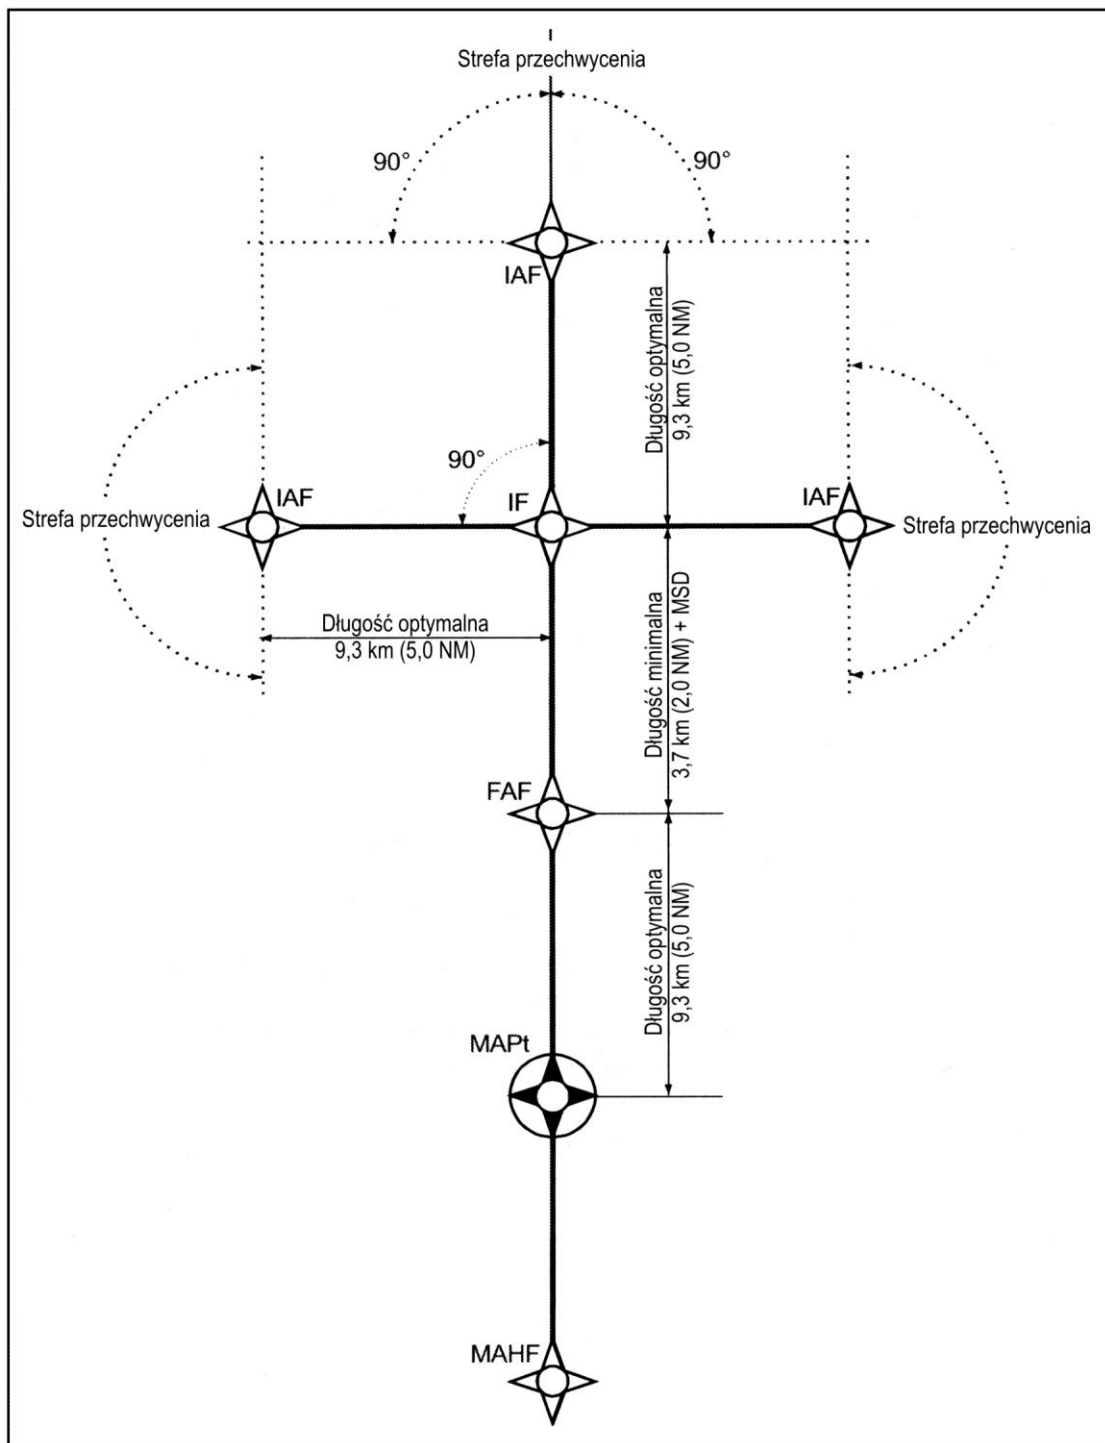 Strefa przechwycenia
90°
90°
IAF
Długość optymalna
9,3 km (5,0 NM)
90°
IAF
IF
IAF
Strefa przechwycenia
Strefa przechwycenia
Długość optymalna
9,3 km (5,0 NM)
Długość minimalna
3,7 km (2,0 NM) + MSD
FAF
Długość optymalna
9,3 km (5,0 NM)
MAPt
MAHF